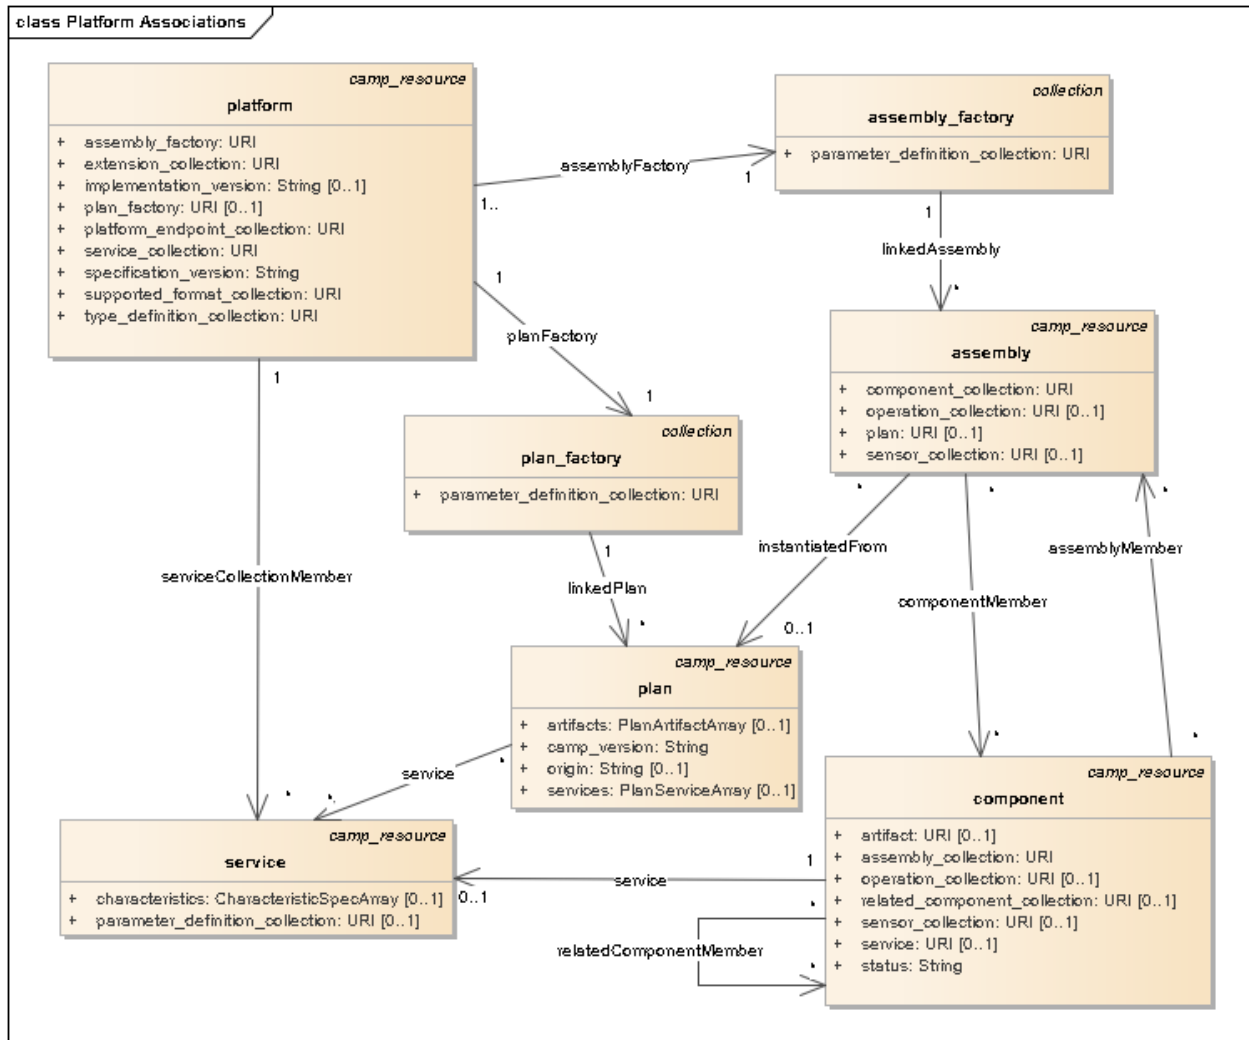 class Platform Associations
camp_resource
platform
+ assembly_factory: URI
+ extension_collection: URI
+ implementation_version: String [0..1]
+ plan_factory: URI [0..1]
+ platform_endpoint_collection: URI
+ service_collection: URI
+ specification_version: String
+ supported_format_collection: URI
+ type_definition_collection: URI
assemblyFactory
1..
1
collection
assembly_factory
+ parameter_definition_collection: URI
1
linkedAssembly
*
1
planFactory
1
camp_resource
assembly
+ component_collection: URI
+ operation_collection: URI [0..1]
+ plan: URI [0..1]
+ sensor_collection: URI [0..1]
collection
plan_factory
+ parameter_definition_collection: URI
1
linkedPlan
*
1
serviceCollectionMember
*
*
instantiatedFrom
0..1
*
componentMember
*
*
assemblyMember
*
camp_resource
plan
+ artifacts: PlanArtifactArray [0..1]
+ camp_version: String
+ origin: String [0..1]
+ services: PlanServiceArray [0..1]
*
service
*
camp_resource
service
+ characteristics: CharacteristicSpecArray [0..1]
+ parameter_definition_collection: URI [0..1]
camp_resource
component
+ artifact: URI [0..1]
+ assembly_collection: URI
+ operation_collection: URI [0..1]
+ related_component_collection: URI [0..1]
+ sensor_collection: URI [0..1]
+ service: URI [0..1]
+ status: String
1
service
0..1
*
relatedComponentMember
*